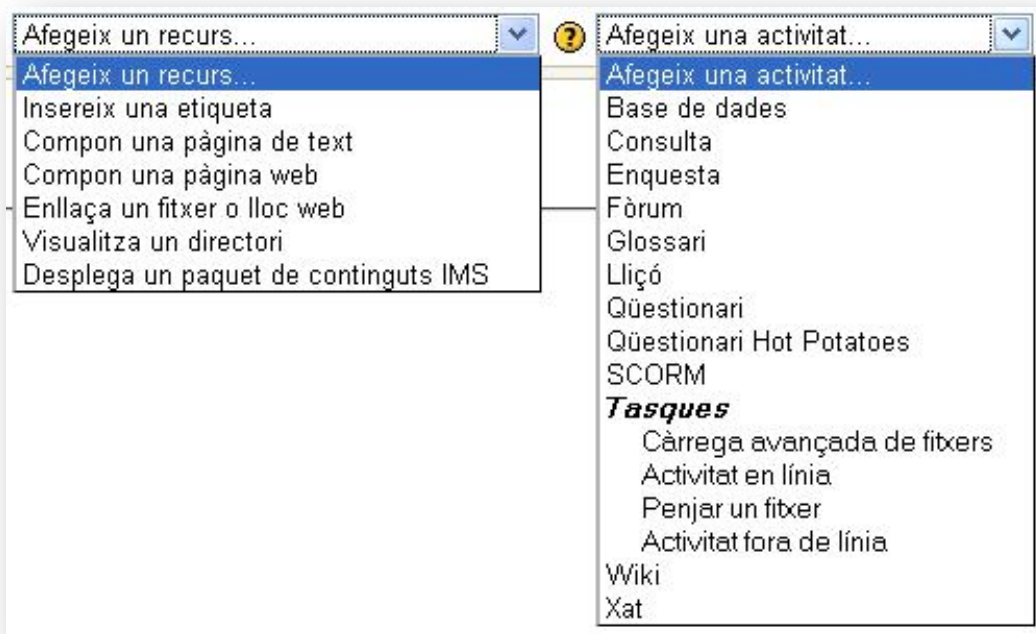 Afegeix un recurs...
Afegeix un recurs...
Insereix una etiqueta
Compon una pàgina de text
Compon una pàgina web
Enllaça un fitxer o lloc web
Visualitza un directori
Desplega un paquet de continguts IMS
?
Afegeix una activitat...
Afegeix una activitat...
Base de dades
Consulta
Enquesta
Fòrum
Glossari
Lliçó
Qüestionari
Qüestionari Hot Potatoes
SCORM
Tasques
Càrrega avançada de fitxers
Activitat en línia
Penjar un fitxer
Activitat fora de línia
Wiki
Xat